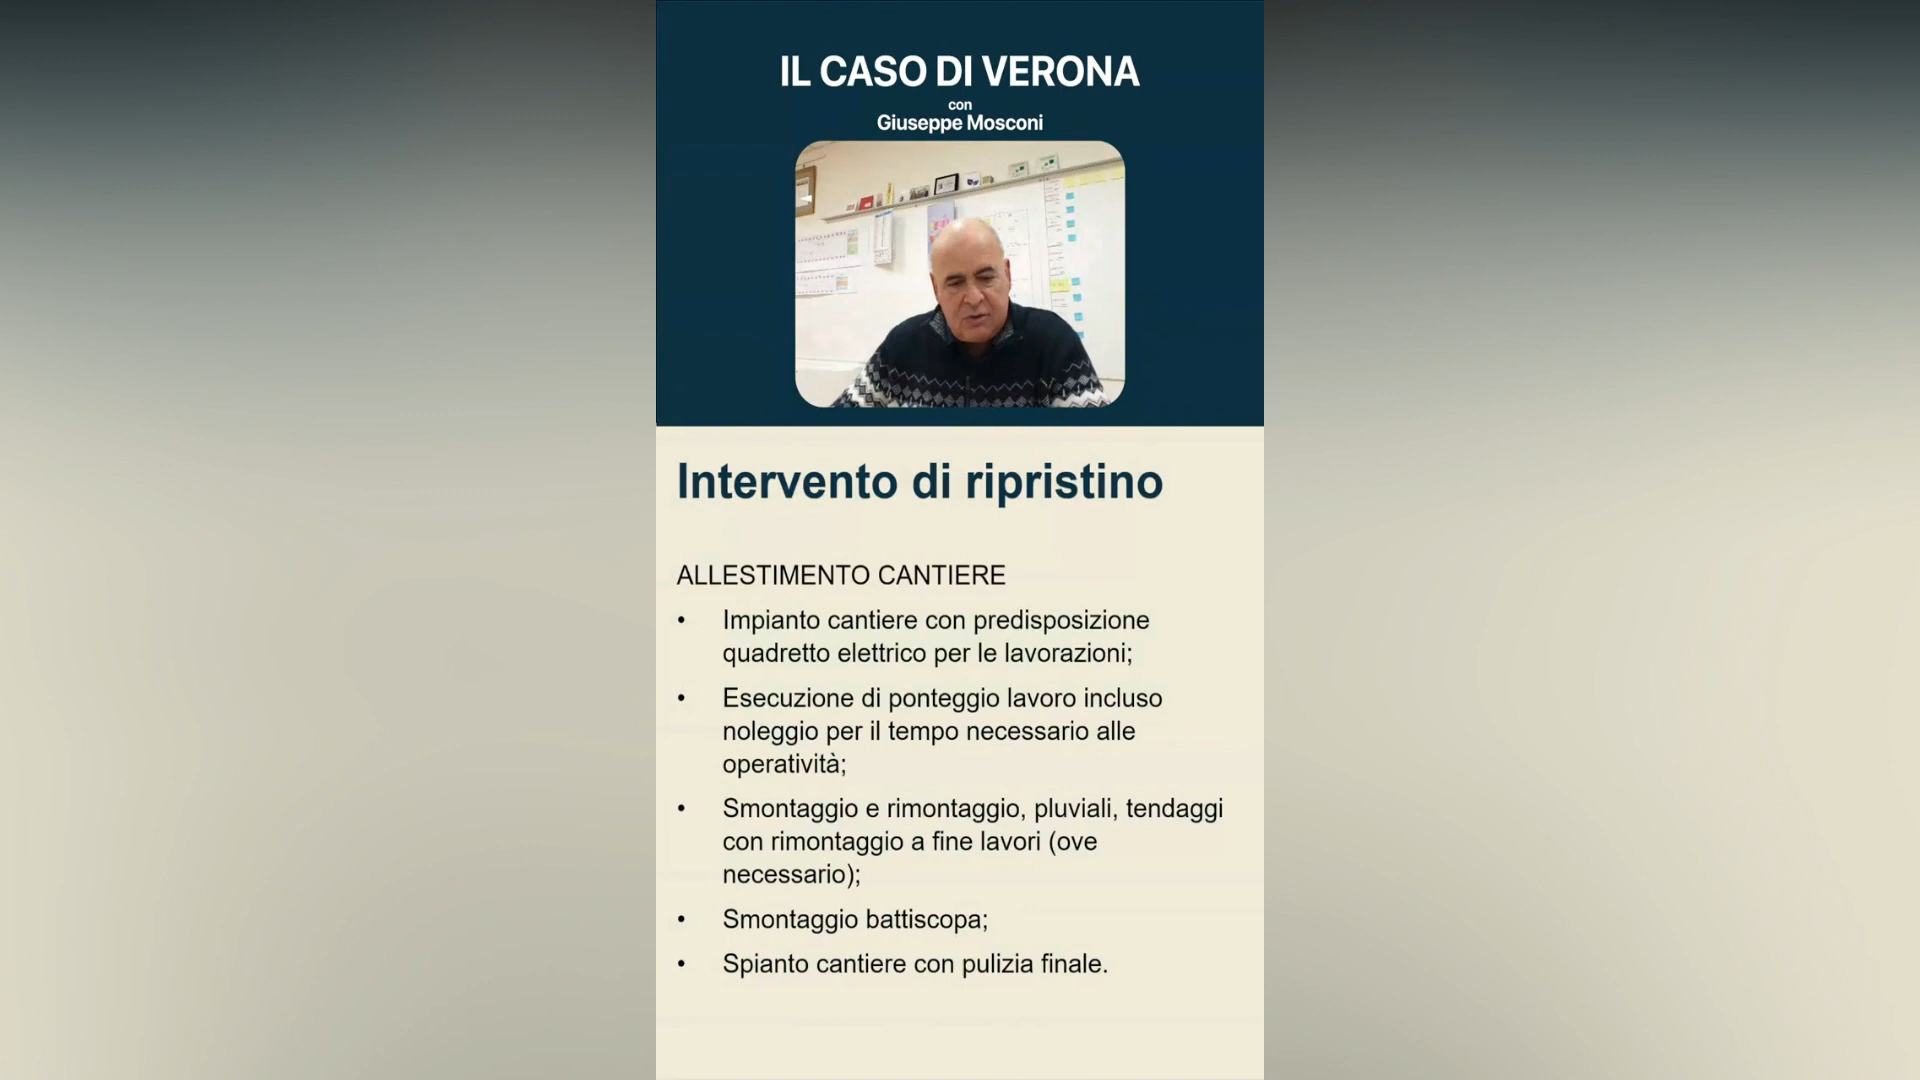 IL CASO DI VERONA
con
Giuseppe Mosconi
Intervento di ripristino
ALLESTIMENTO CANTIERE
• Impianto cantiere con predisposizione
quadretto elettrico per le lavorazioni;
• Esecuzione di ponteggio lavoro incluso
noleggio per il tempo necessario alle
operatività;
• Smontaggio e rimontaggio, pluviali, tendaggi
con rimontaggio a fine lavori (ove
necessario);
• Smontaggio battiscopa;
• Spianto cantiere con pulizia finale.